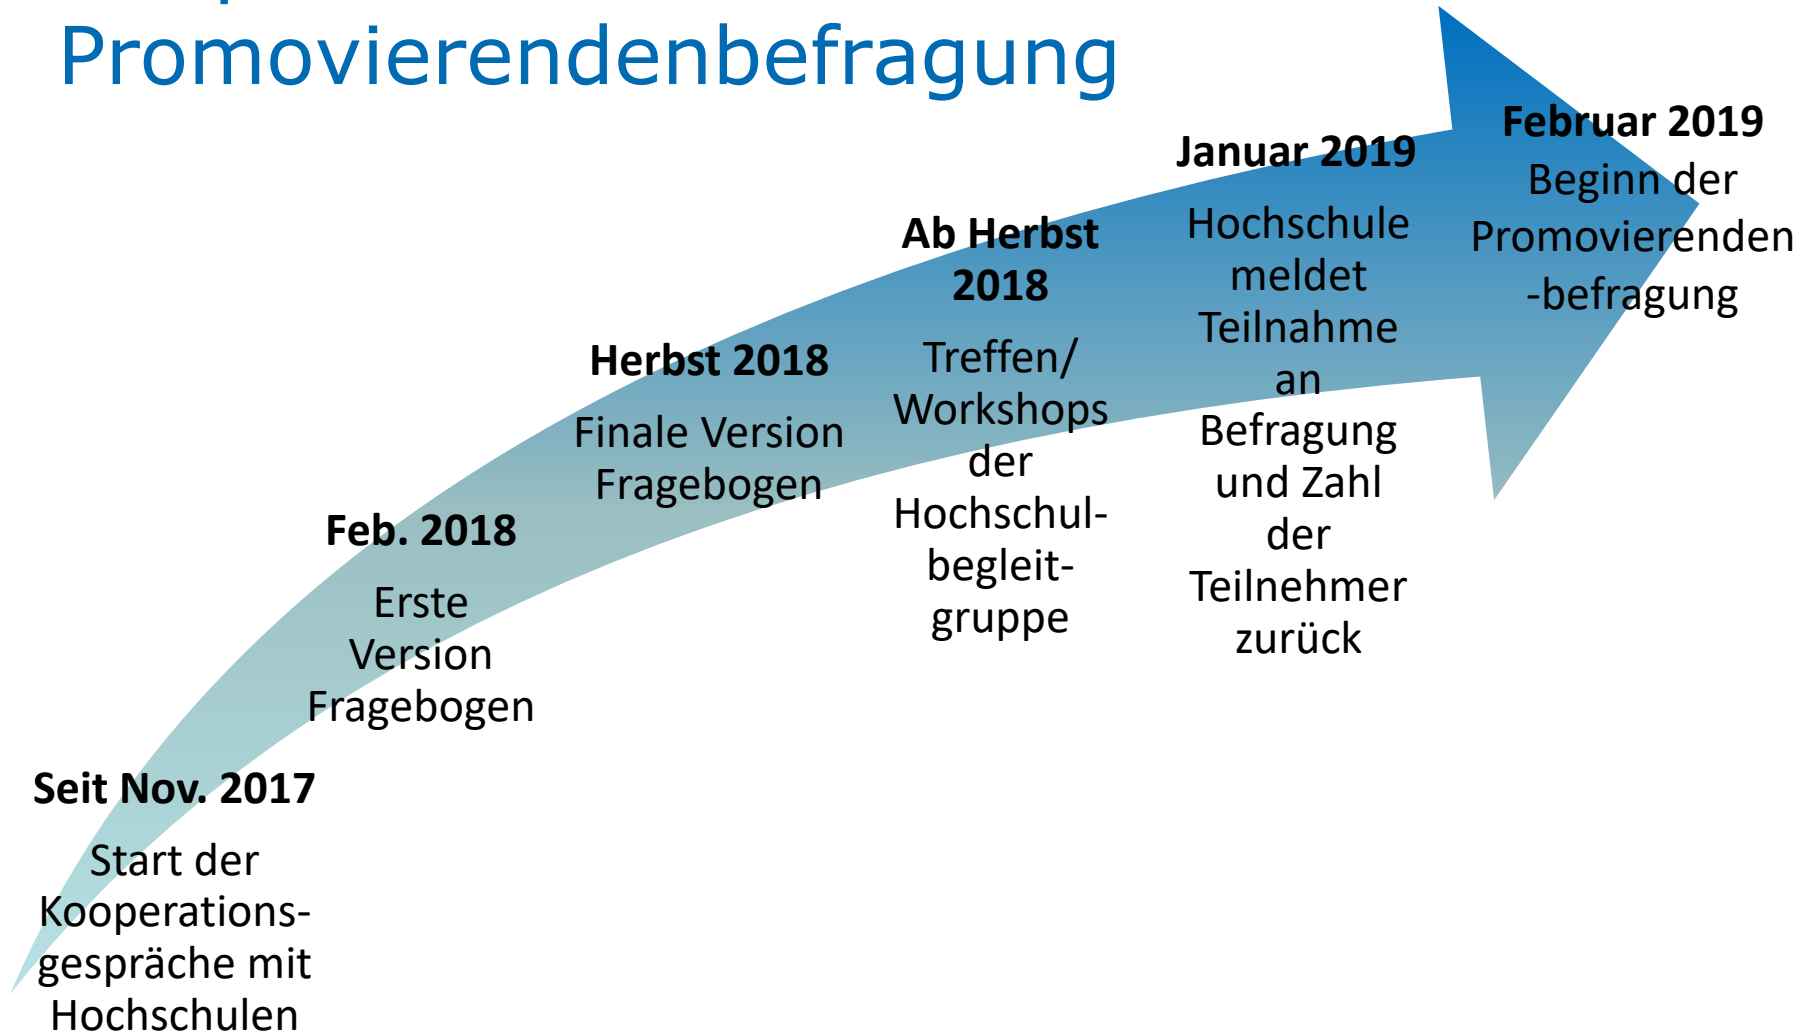 Promovierendenbefragung
Seit Nov. 2017
Start der
Kooperations-
gespräche mit
Hochschulen
Feb. 2018
Erste
Version
Fragebogen
Herbst 2018
Finale Version
Fragebogen
Ab Herbst
2018
Treffen/
Workshops
der
Hochschul-
begleit-
gruppe
Januar 2019
Hochschule
meldet
Teilnahme
an
Befragung
und Zahl
der
Teilnehmer
zurück
Februar 2019
Beginn der
Promovierenden
-befragung